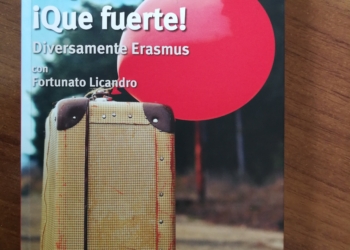 ¡Que fuerte!
Diversamente Erasmus
con
Fortunato Licandro